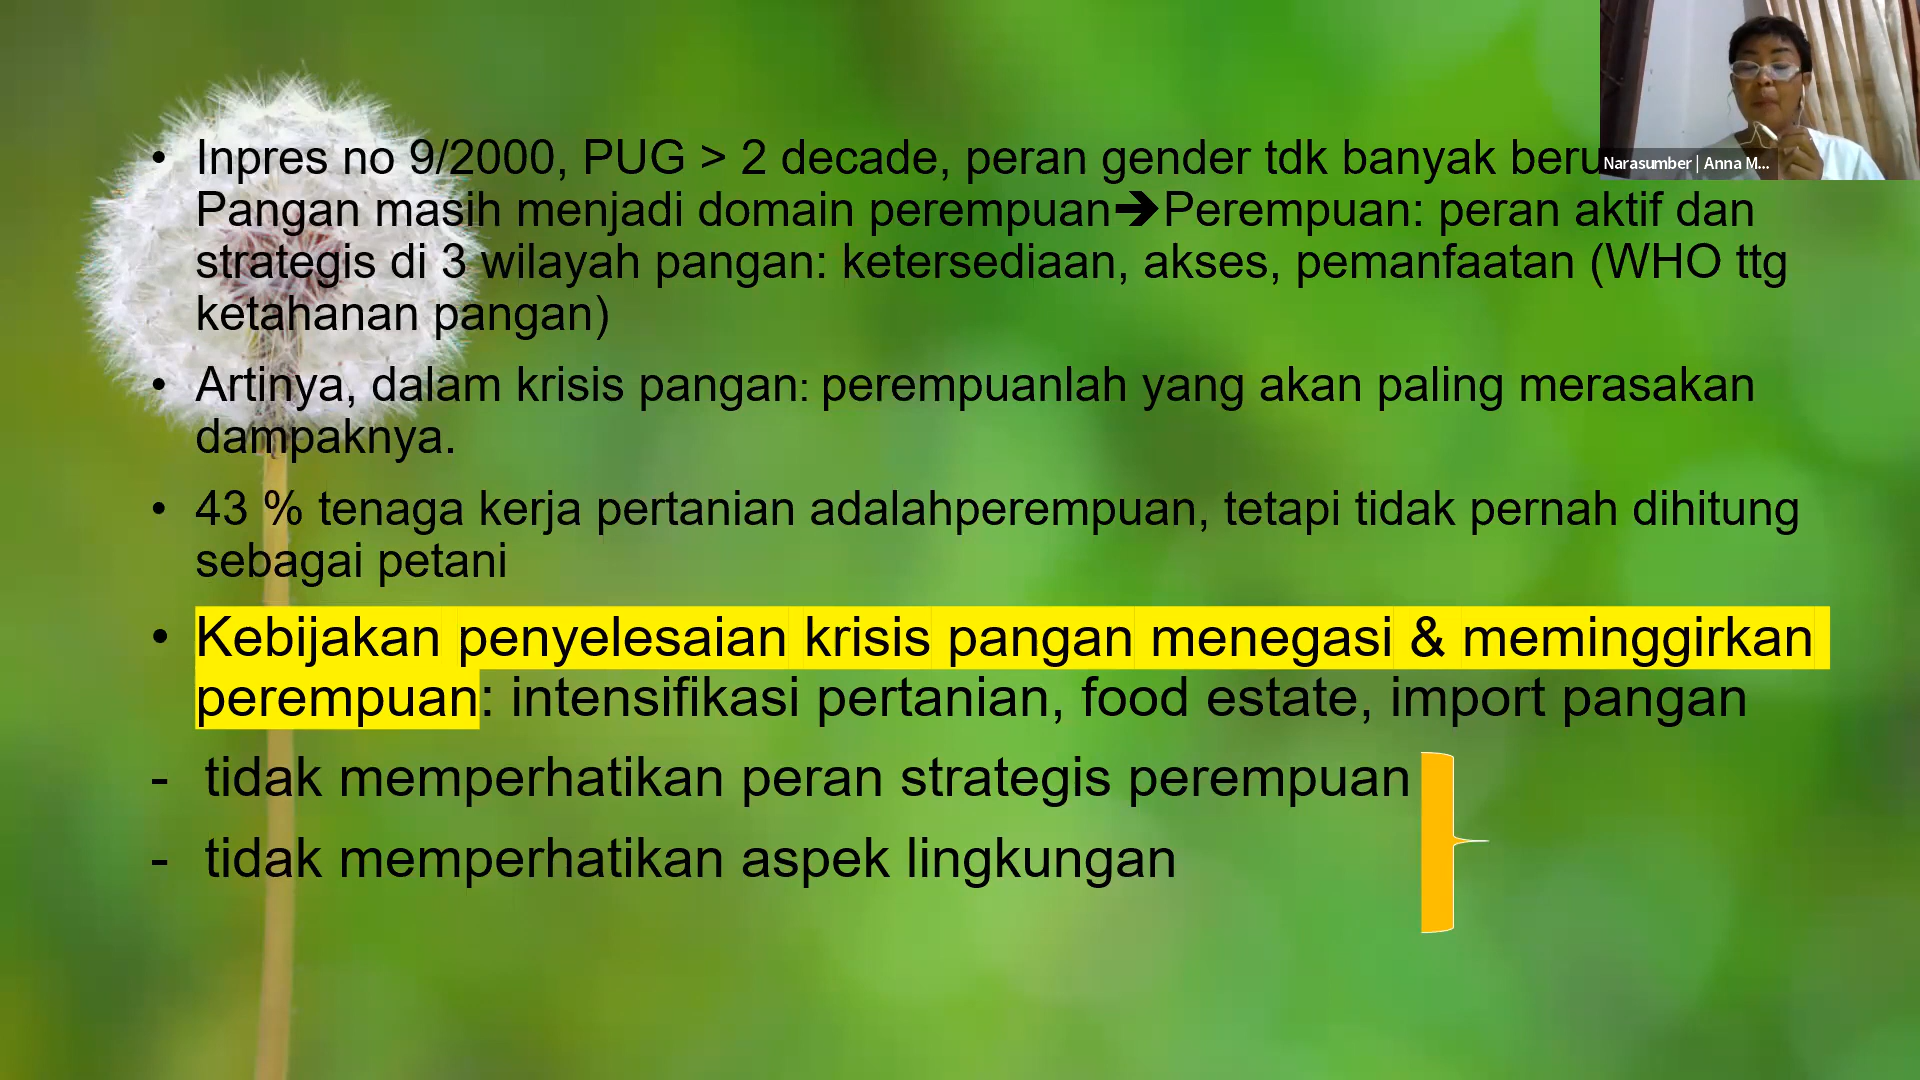 • Inpres no 9/2000, PUG > 2 decade, peran gender tdk banyak
Pangan masih menjadi domain perempuan➔Perempuan: peran aktif dan
strategis di 3 wilayah pangan: ketersediaan, akses, pemanfaatan (WHO ttg
ketahanan pangan)
• Artinya, dalam krisis pangan: perempuanlah yang akan paling merasakan
dampaknya.
• 43 % tenaga kerja pertanian adalahperempuan, tetapi tidak pernah dihitung
sebagai petani
• Kebijakan penyelesaian krisis pangan menegasi & meminggirkan
perempuan: intensifikasi pertanian, food estate, import pangan
- tidak memperhatikan peran strategis perempuan
- tidak memperhatikan aspek lingkungan
Narasumber | Anna M...